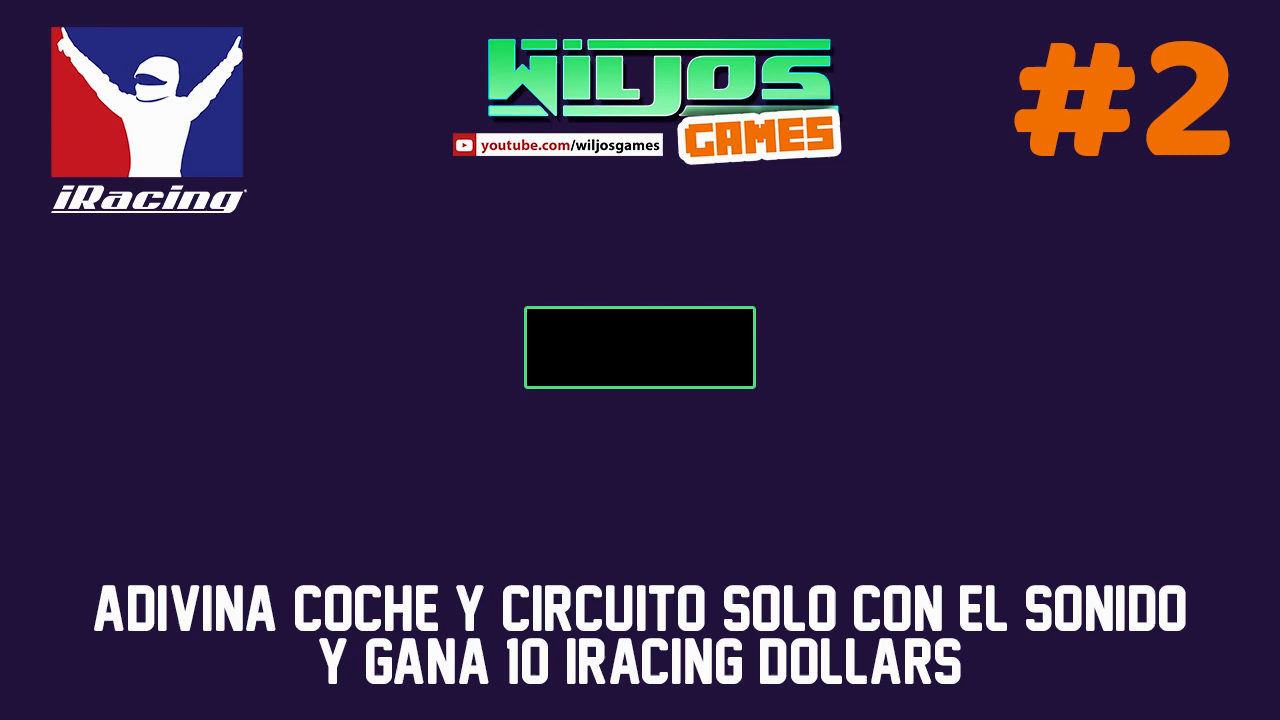 WILJOS
#2
GAMES
youtube.com/wiljosgames
iRacing
ADIVINA COCHE Y CIRCUITO SOLO CON EL SONIDO
Y GANA 10 IRACING DOLLARS